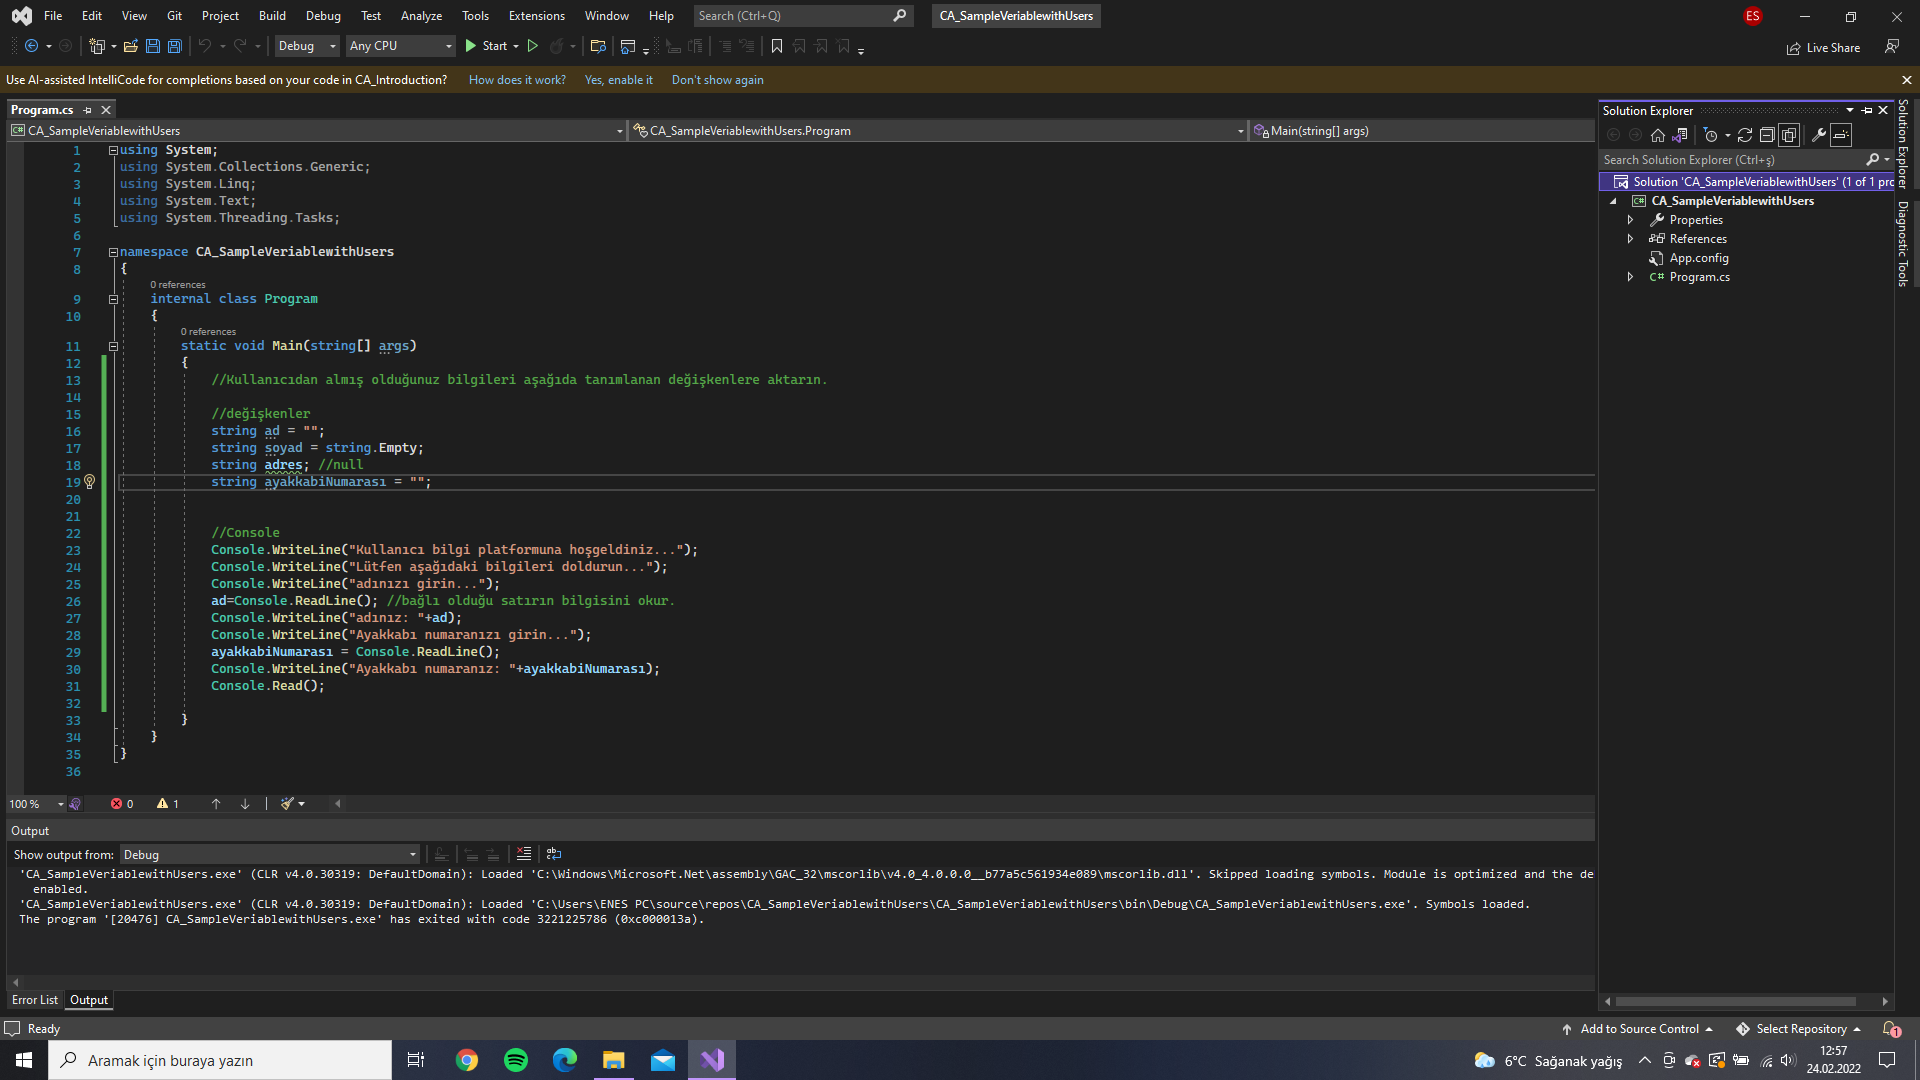 File Edit View Git Project Build Debug Test Analyze Tools Extensions Window Help Search (Ctrl+Q) CA_SampleVeriablewithUsers ES
Debug Any CPU Start Live Share
Use AI-assisted IntelliCode for completions based on your code in CA_Introduction? How does it work? Yes, enable it Don't show again
Program.cs
CA_SampleVeriablewithUsers CA_SampleVeriablewithUsers.Program Main(string[] args)
1 using System;
2 using System.Collections.Generic;
3 using System.Linq;
4 using System.Text;
5 using System.Threading.Tasks;
6
7 namespace CA_SampleVeriablewithUsers
8 {
0 references
9 internal class Program
10 {
0 references
11 static void Main(string[] args)
12 {
13 //Kullanıcıdan almış olduğunuz bilgileri aşağıda tanımlanan değişkenlere aktarın.
14
15 //değişkenler
16 string ad = "";
17 string soyad = string.Empty;
18 string adres; //null
19 string ayakkabiNumarası = "";
20
21
22 //Console
23 Console.WriteLine("Kullanıcı bilgi platformuna hoşgeldiniz...");
24 Console.WriteLine("Lütfen aşağıdaki bilgileri doldurun...");
25 Console.WriteLine("adınızı girin...");
26 ad=Console.ReadLine(); //bağlı olduğu satırın bilgisini okur.
27 Console.WriteLine("adınız: "+ad);
28 Console.WriteLine("Ayakkabı numaranızı girin...");
29 ayakkabiNumarası = Console.ReadLine();
30 Console.WriteLine("Ayakkabı numaranız: "+ayakkabiNumarası);
31 Console.Read();
32
33 }
34 }
35 }
36
100 % 0 1
Output
Show output from: Debug
'CA_SampleVeriablewithUsers.exe' (CLR v4.0.30319: DefaultDomain): Loaded 'C:\Windows\Microsoft.Net\assembly\GAC_32\mscorlib\v4.0_4.0.0.0__b77a5c561934e089\mscorlib.dll'. Skipped loading symbols. Module is optimized and the de
enabled.
'CA_SampleVeriablewithUsers.exe' (CLR v4.0.30319: DefaultDomain): Loaded 'C:\Users\ENES PC\source\repos\CA_SampleVeriablewithUsers\CA_SampleVeriablewithUsers\bin\Debug\CA_SampleVeriablewithUsers.exe'. Symbols loaded.
The program '[20476] CA_SampleVeriablewithUsers.exe' has exited with code 3221225786 (0xc000013a).
Error List Output
Solution Explorer
Search Solution Explorer (Ctrl+ş)
Solution 'CA_SampleVeriablewithUsers' (1 of 1 pro
CA_SampleVeriablewithUsers
Properties
References
App.config
C# Program.cs
Solution Explorer
Diagnostic Tools
Ready Add to Source Control Select Repository 1
Aramak için buraya yazın 6°C Sağanak yağış 12:57
24.02.2022